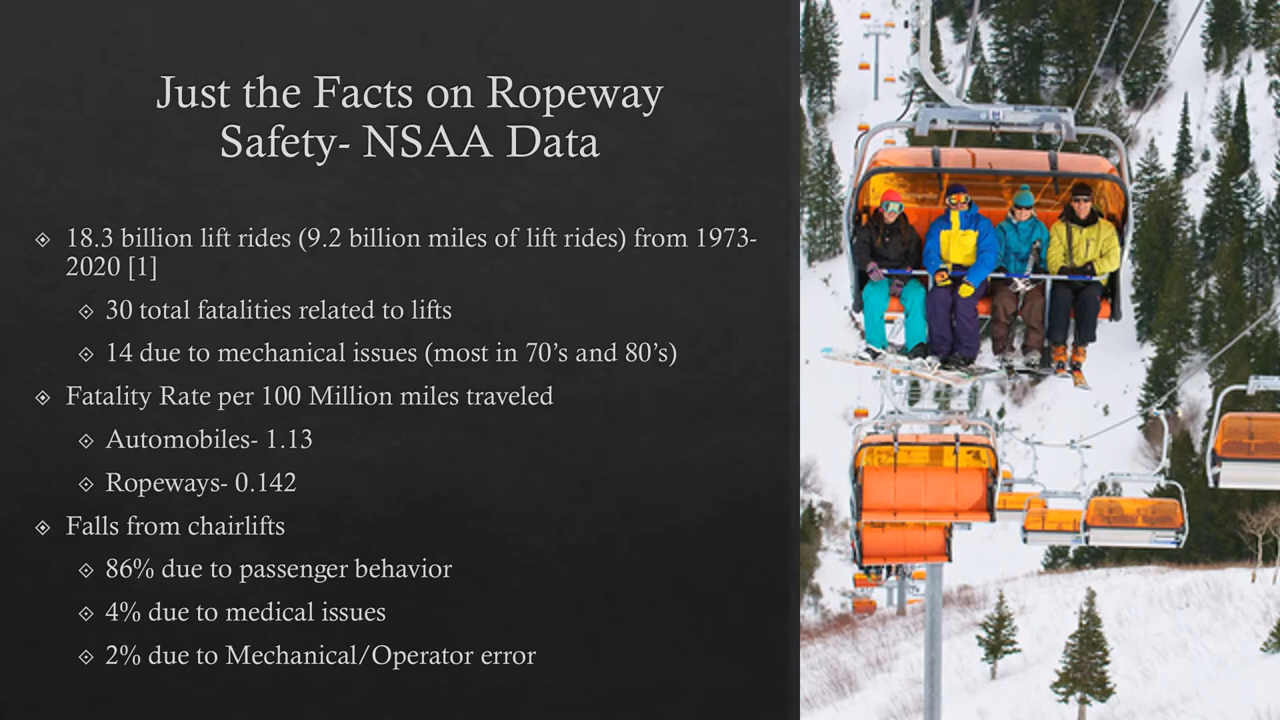 Just the Facts on Ropeway
Safety- NSAA Data
18.3 billion lift rides (9.2 billion miles of lift rides) from 1973-
2020 [1]
30 total fatalities related to lifts
14 due to mechanical issues (most in 70’s and 80’s)
Fatality Rate per 100 Million miles traveled
Automobiles- 1.13
Ropeways- 0.142
Falls from chairlifts
86% due to passenger behavior
4% due to medical issues
2% due to Mechanical/Operator error